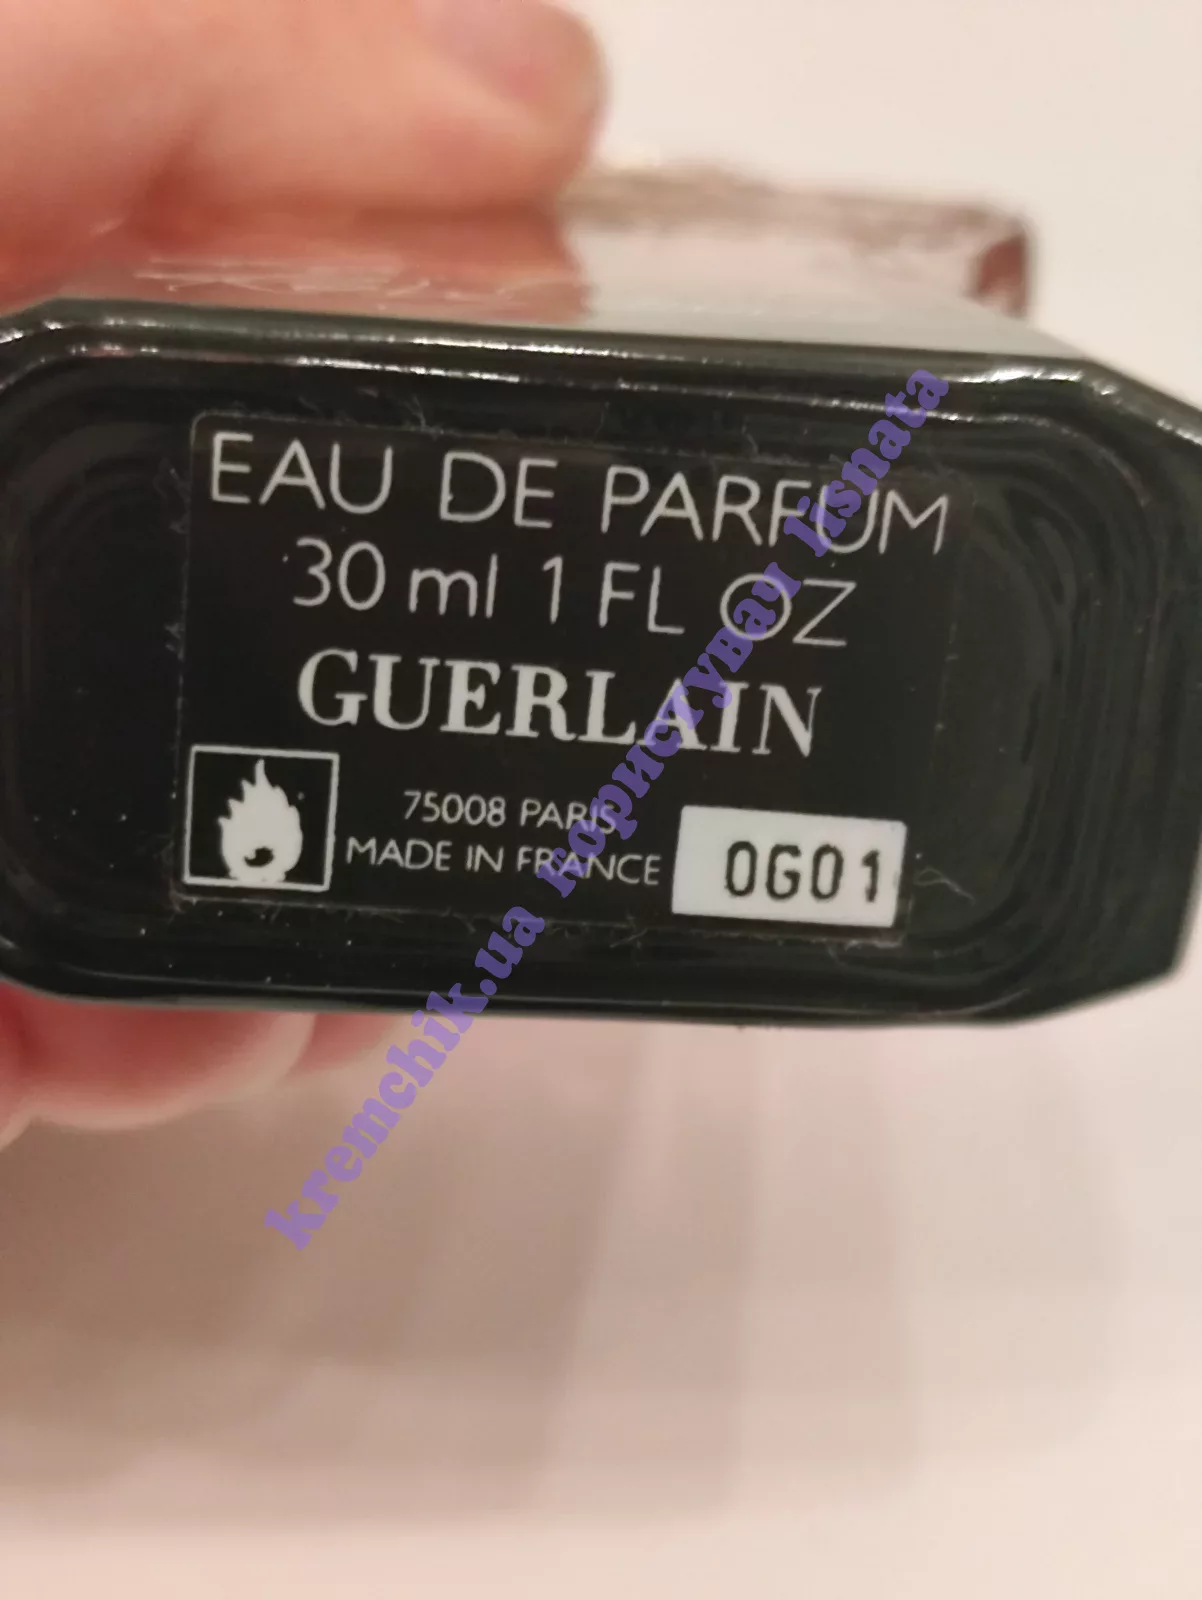 EAU DE PARFUM
30 ml 1 FL OZ
GUERLAIN
75008 PARIS
MADE IN FRANCE
0G01
kremchik.ua користувач lisnata